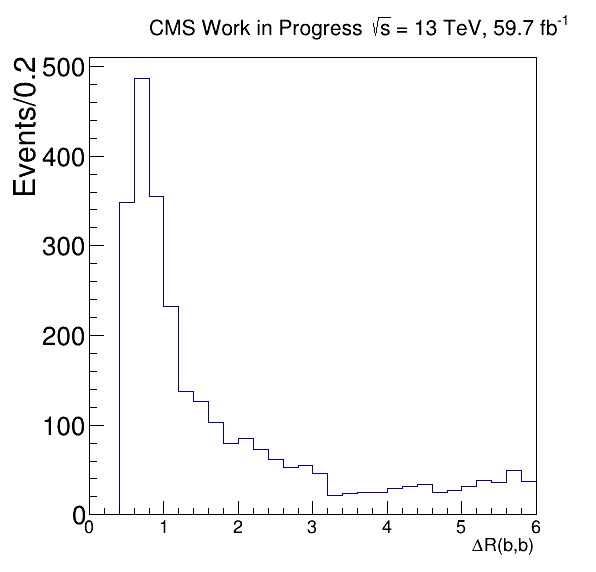 CMS Work in Progress √s = 13 TeV, 59.7 fb⁻¹
Events/0.2
500
400
300
200
100
0
0 1 2 3 4 5 6
ΔR(b,b)